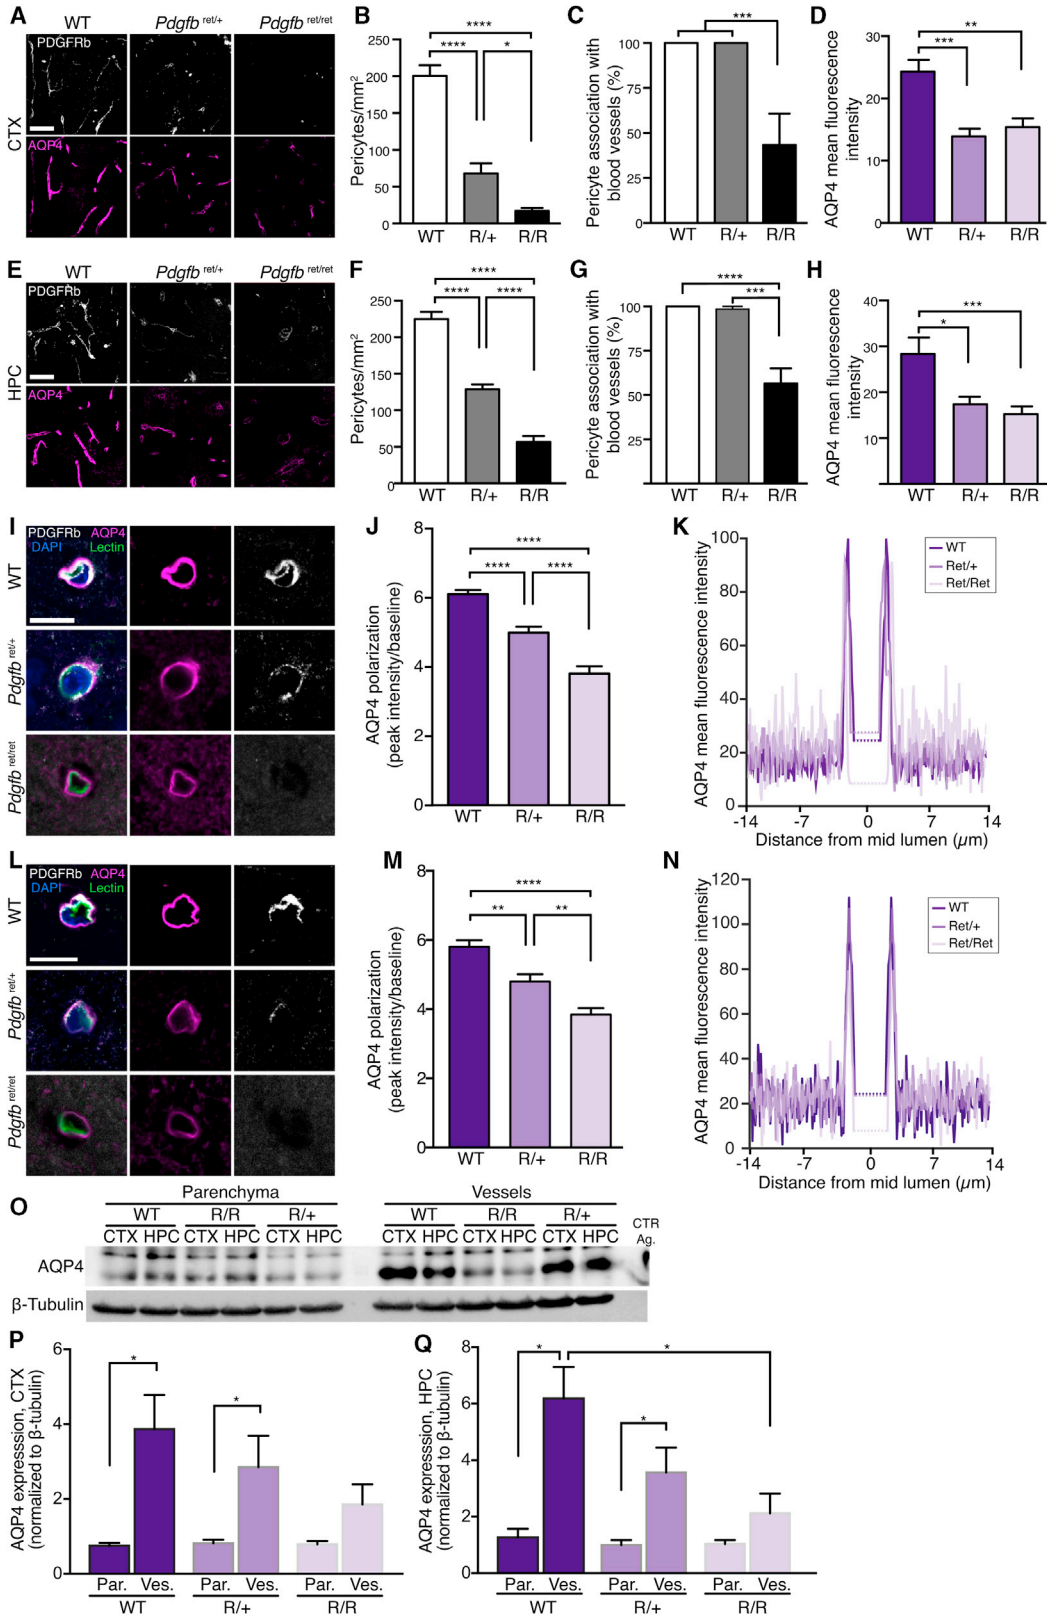 A
WT Pdgfb ret/+ Pdgfb ret/ret
PDGFRb
CTX
AQP4
B
Pericytes/mm2
250
200
150
100
50
0
**** **** *
WT R/+ R/R
C
Pericyte association with
blood vessels (%)
100
75
50
25
0
***
WT R/+ R/R
D
AQP4 mean fluorescence
intensity
30
20
10
0
** ***
WT R/+ R/R
E
WT Pdgfb ret/+ Pdgfb ret/ret
PDGFRb
HPC
AQP4
F
Pericytes/mm2
250
200
150
100
50
0
**** **** ****
WT R/+ R/R
G
Pericyte association with
blood vessels (%)
100
75
50
25
**** ***
WT R/+ R/R
H
AQP4 mean fluorescence
intensity
40
30
20
10
*** *
WT R/+ R/R
I
PDGFRb AQP4
DAPI Lectin
WT
Pdgfb ret/+
Pdgfb ret/ret
J
AQP4 polarization
(peak intensity/baseline)
8
6
4
2
0
**** **** ****
WT R/+ R/R
K
AQP4 mean fluorescence intensity
100
80
60
40
20
0
WT
Ret/+
Ret/Ret
-14 -7 0 7 14
Distance from mid lumen (μm)
L
PDGFRb AQP4
DAPI Lectin
WT
Pdgfb ret/+
Pdgfb ret/ret
M
AQP4 polarization
(peak intensity/baseline)
8
6
4
2
0
**** ** **
WT R/+ R/R
N
AQP4 mean fluorescence intensity
120
100
80
60
40
20
0
WT
Ret/+
Ret/Ret
-14 -7 0 7 14
Distance from mid lumen (μm)
O
Parenchyma Vessels
WT R/R R/+ WT R/R R/+
CTX HPC CTX HPC CTX HPC CTX HPC CTX HPC CTX HPC
CTR
Ag.
AQP4
β-Tubulin
P
AQP4 expresssion, CTX
(normalized to β-tubulin)
6
4
2
0
* *
Par. Ves. Par. Ves. Par. Ves.
WT R/+ R/R
Q
AQP4 expression, HPC
(normalized to β-tubulin)
8
6
4
2
0
* * *
Par. Ves. Par. Ves. Par. Ves.
WT R/+ R/R